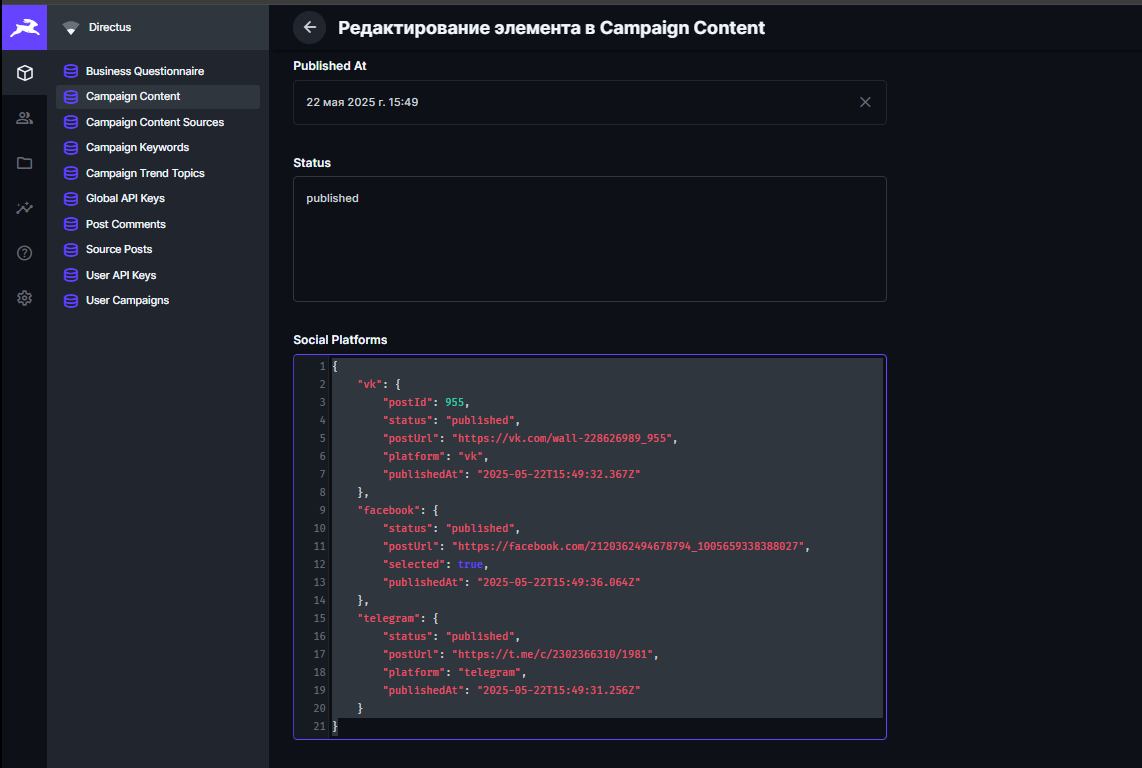 Directus
Business Questionnaire
Campaign Content
Campaign Content Sources
Campaign Keywords
Campaign Trend Topics
Global API Keys
Post Comments
Source Posts
User API Keys
User Campaigns
Редактирование элемента в Campaign Content
Published At
22 мая 2025 г. 15:49
Status
published
Social Platforms
1 {
2 "vk": {
3 "postId": 955,
4 "status": "published",
5 "postUrl": "https://vk.com/wall-228626989_955",
6 "platform": "vk",
7 "publishedAt": "2025-05-22T15:49:32.367Z"
8 },
9 "facebook": {
10 "status": "published",
11 "postUrl": "https://facebook.com/2120362494678794_1005659338388027",
12 "selected": true,
13 "publishedAt": "2025-05-22T15:49:36.064Z"
14 },
15 "telegram": {
16 "status": "published",
17 "postUrl": "https://t.me/c/2302366310/1981",
18 "platform": "telegram",
19 "publishedAt": "2025-05-22T15:49:31.256Z"
20 }
21 }